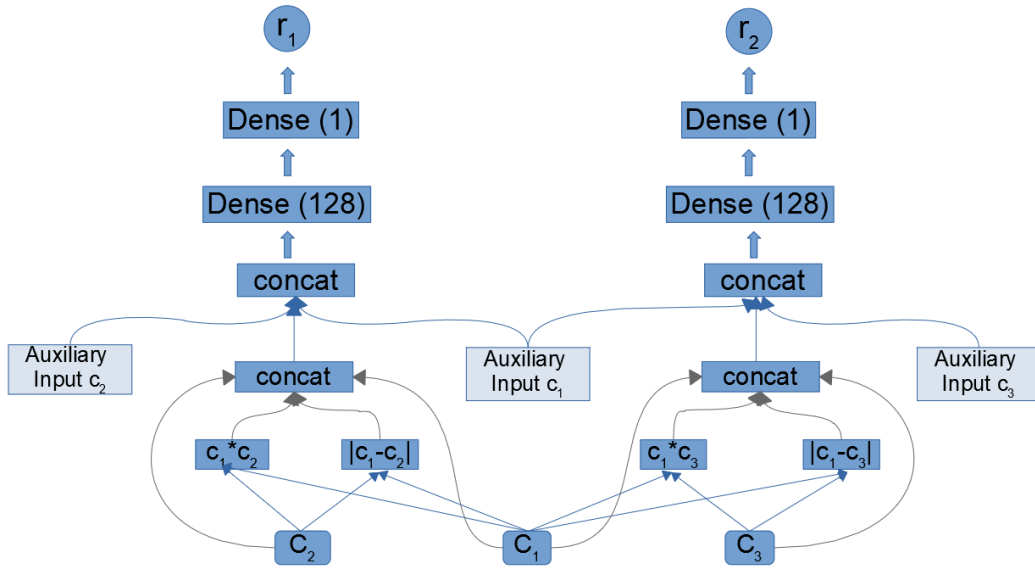 r₁ r₂
Dense (1) Dense (1)
Dense (128) Dense (128)
concat concat
Auxiliary Input c₂
Auxiliary Input c₁
Auxiliary Input c₃
concat concat
c₁*c₂ |c₁-c₂| c₁*c₃ |c₁-c₃|
C₂ C₁ C₃